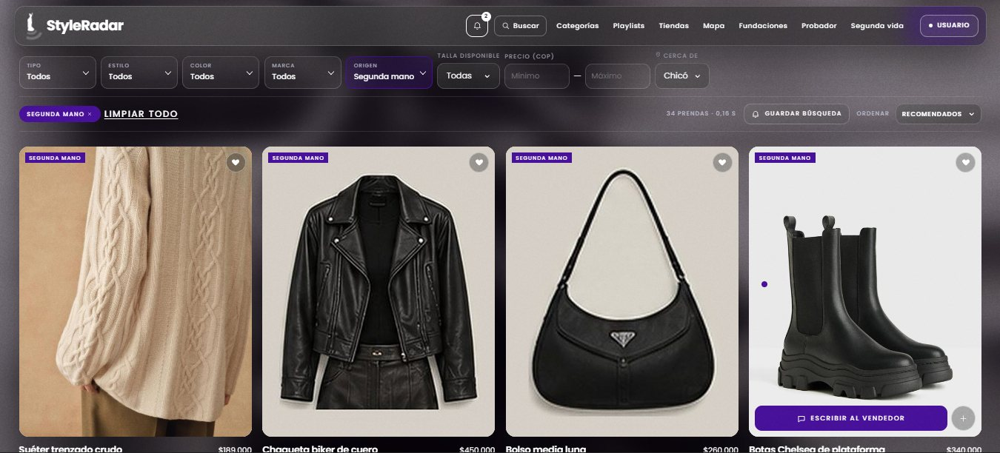 StyleRadar
2
Buscar
Categorías
Playlists
Tiendas
Mapa
Fundaciones
Probador
Segunda vida
USUARIO
TIPO
Todos
ESTILO
Todos
COLOR
Todos
MARCA
Todos
ORIGEN
Segunda mano
TALLA DISPONIBLE
Todas
PRECIO (COP)
Mínimo
—
Máximo
CERCA DE
Chicó
SEGUNDA MANO ×
LIMPIAR TODO
34 PRENDAS · 0,16 S
GUARDAR BÚSQUEDA
ORDENAR
RECOMENDADOS
SEGUNDA MANO
SEGUNDA MANO
SEGUNDA MANO
SEGUNDA MANO
ESCRIBIR AL VENDEDOR
+
Suéter trenzado crudo
$189.000
Chaqueta biker de cuero
$450.000
Bolso media luna
$260.000
Botas Chelsea de plataforma
$340.000